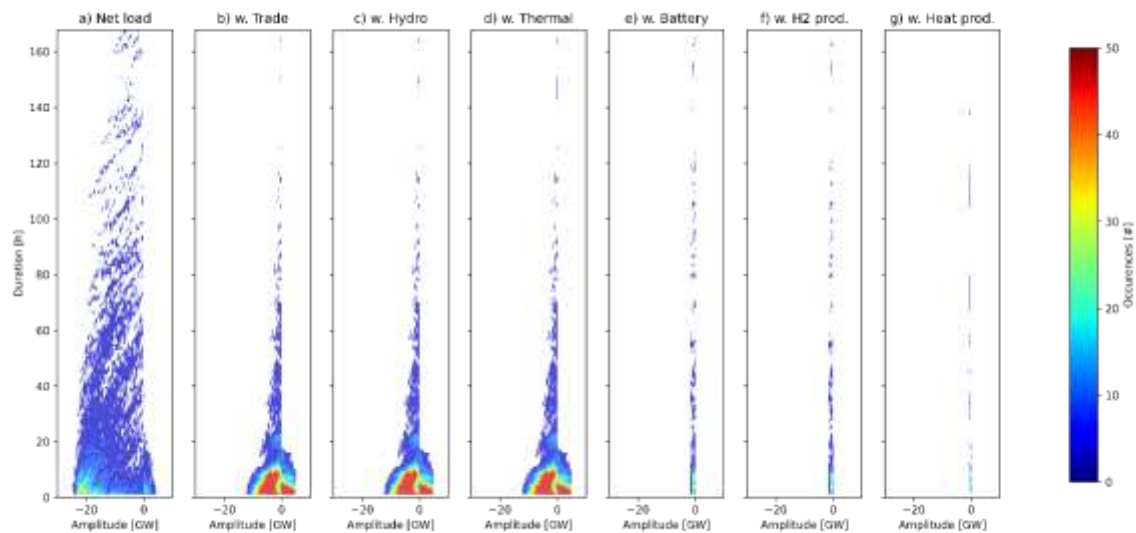 a) Net load
b) w. Trade
c) w. Hydro
d) w. Thermal
e) w. Battery
f) w. H2 prod.
g) w. Heat prod.
160
140
120
100
80
60
40
20
0
Duration [h]
−20 0
−20 0
−20 0
−20 0
−20 0
−20 0
−20 0
Amplitude [GW]
Amplitude [GW]
Amplitude [GW]
Amplitude [GW]
Amplitude [GW]
Amplitude [GW]
Amplitude [GW]
50
40
30
20
10
0
Occurences [#]